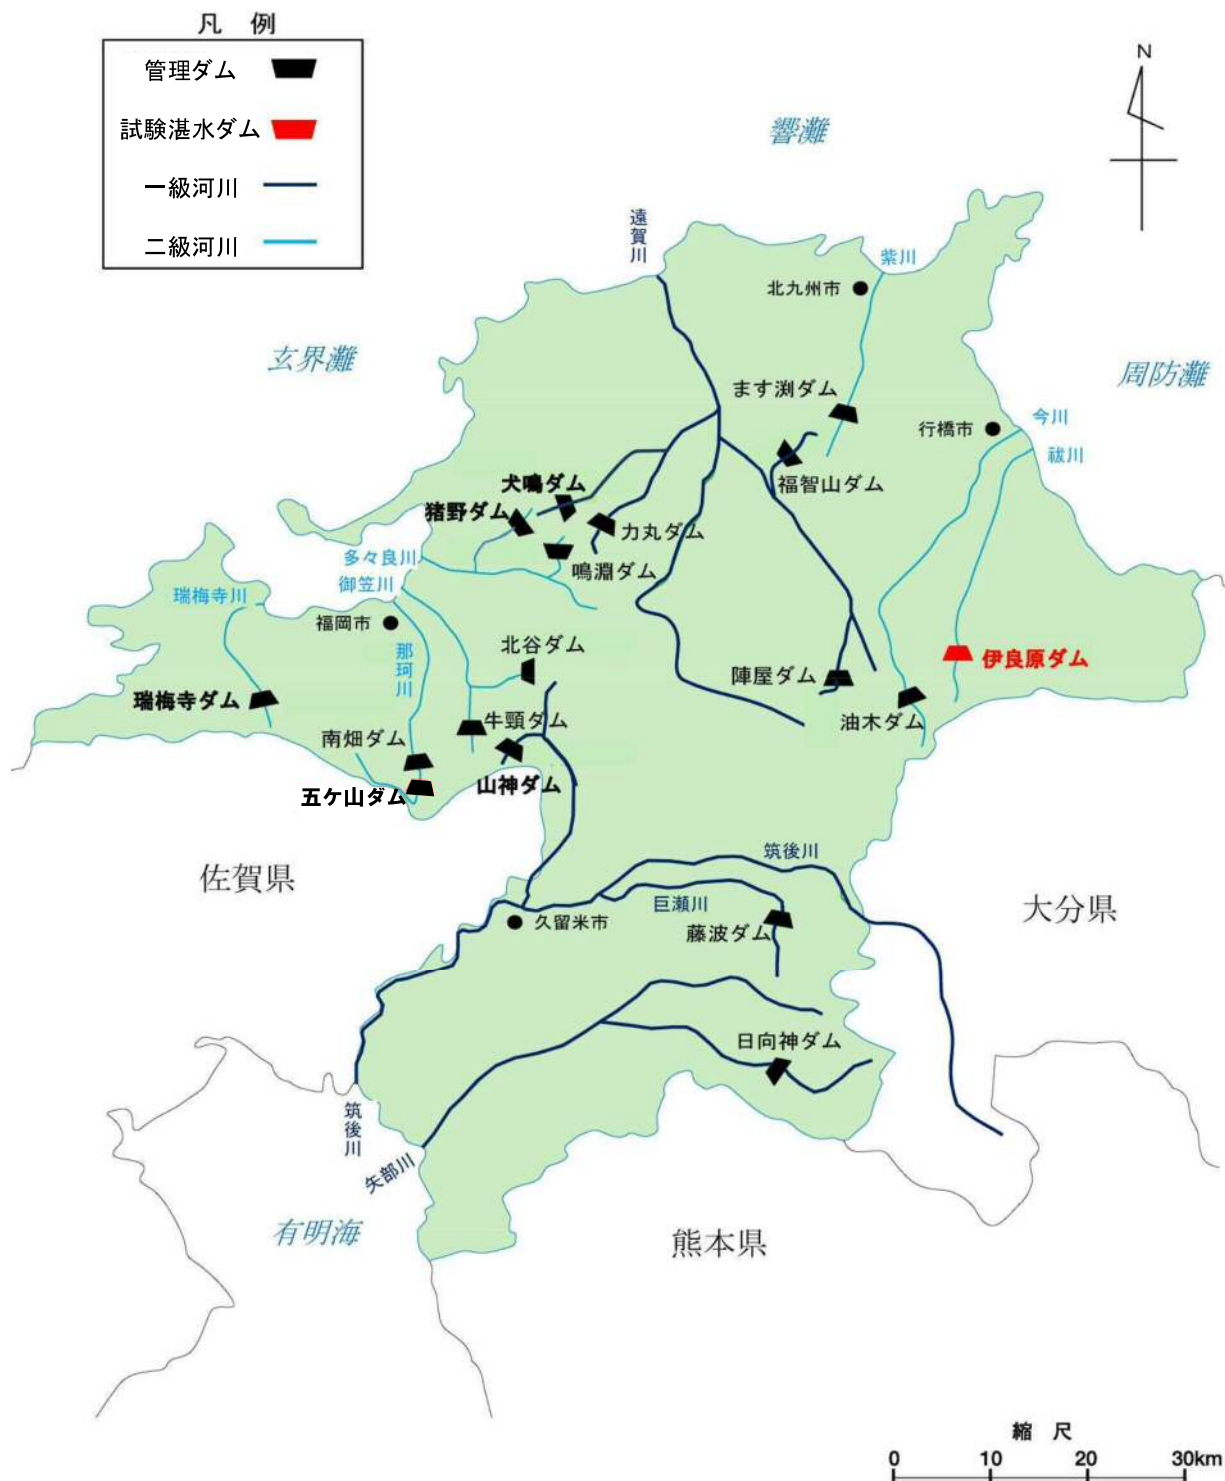 凡 例
管理ダム
試験湛水ダム
一級河川
二級河川
N
響灘
遠賀川
紫川
北九州市
玄界灘
周防灘
ます渕ダム
今川
行橋市
祓川
犬鳴ダム
福智山ダム
猪野ダム
力丸ダム
多々良川
鳴淵ダム
御笠川
瑞梅寺川
福岡市
那珂川
北谷ダム
伊良原ダム
陣屋ダム
瑞梅寺ダム
牛頸ダム
油木ダム
南畑ダム
山神ダム
五ケ山ダム
筑後川
佐賀県
巨瀬川
大分県
久留米市
藤波ダム
日向神ダム
筑後川
矢部川
有明海
熊本県
縮 尺
0 10 20 30km